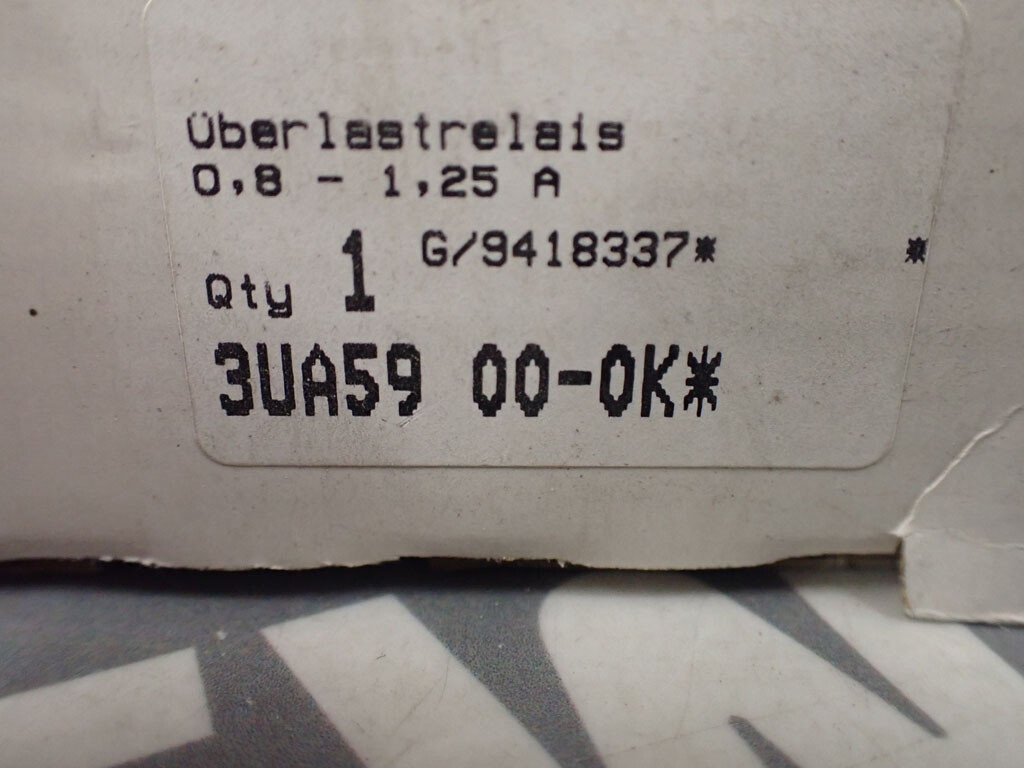 Überlastrelais
0,8 - 1,25 A
G/9418337* *
Qty 1
3UA59 00-0K*